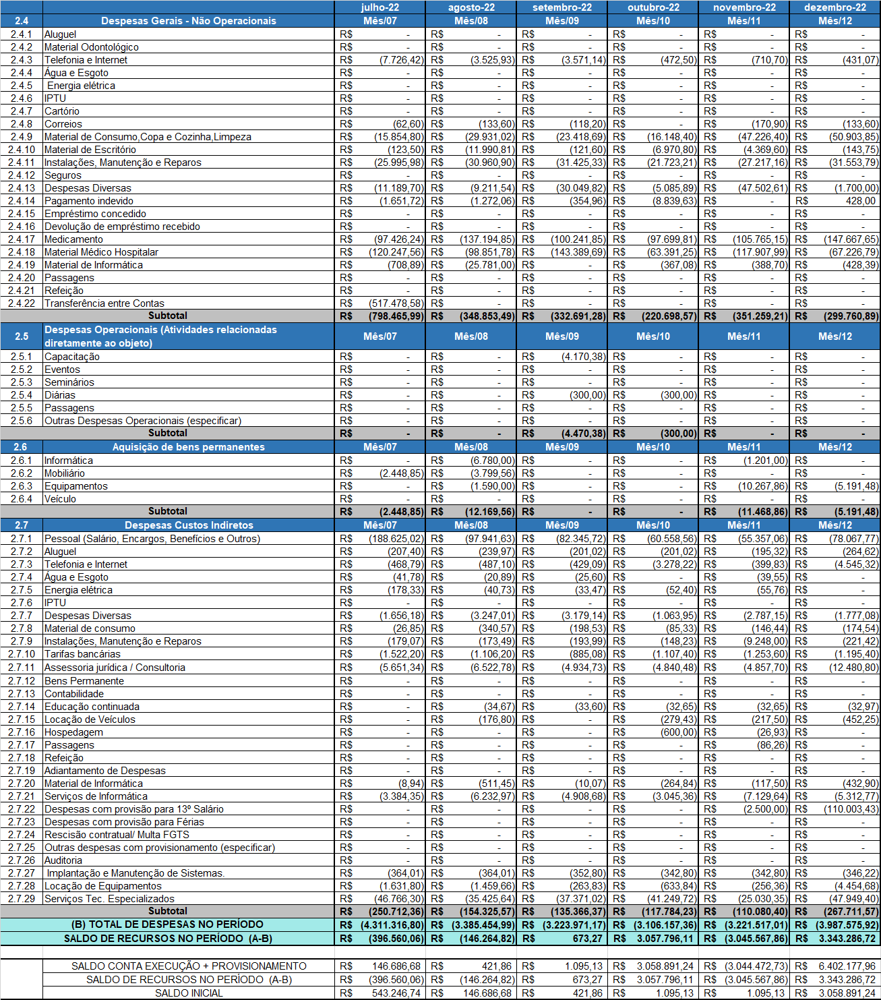 julho-22 agosto-22 setembro-22 outubro-22 novembro-22 dezembro-22
2.4 Despesas Gerais - Não Operacionais Mês/07 Mês/08 Mês/09 Mês/10 Mês/11 Mês/12
2.4.1 Aluguel R$ - R$ - R$ - R$ - R$ - R$ -
2.4.2 Material Odontológico R$ - R$ - R$ - R$ - R$ - R$ -
2.4.3 Telefonia e Internet R$ (7.726,42) R$ (3.525,93) R$ (3.571,14) R$ (472,50) R$ (710,70) R$ (431,07)
2.4.4 Água e Esgoto R$ - R$ - R$ - R$ - R$ - R$ -
2.4.5 Energia elétrica R$ - R$ - R$ - R$ - R$ - R$ -
2.4.6 IPTU R$ - R$ - R$ - R$ - R$ - R$ -
2.4.7 Cartório R$ - R$ - R$ - R$ - R$ - R$ -
2.4.8 Correios R$ (62,60) R$ (133,60) R$ (118,20) R$ - R$ (170,90) R$ (133,60)
2.4.9 Material de Consumo,Copa e Cozinha,Limpeza R$ (15.854,80) R$ (29.931,02) R$ (23.418,69) R$ (16.148,40) R$ (47.226,40) R$ (50.903,85)
2.4.10 Material de Escritório R$ (123,50) R$ (11.990,81) R$ (121,60) R$ (6.970,80) R$ (4.369,60) R$ (143,75)
2.4.11 Instalações, Manutenção e Reparos R$ (25.995,98) R$ (30.960,90) R$ (31.425,33) R$ (21.723,21) R$ (27.217,16) R$ (31.553,79)
2.4.12 Seguros R$ - R$ - R$ - R$ - R$ - R$ -
2.4.13 Despesas Diversas R$ (11.189,70) R$ (9.211,54) R$ (30.049,82) R$ (5.085,89) R$ (47.502,61) R$ (1.700,00)
2.4.14 Pagamento indevido R$ (1.651,72) R$ (1.272,06) R$ (354,96) R$ (8.839,63) R$ - R$ 428,00
2.4.15 Empréstimo concedido R$ - R$ - R$ - R$ - R$ - R$ -
2.4.16 Devolução de empréstimo recebido R$ - R$ - R$ - R$ - R$ - R$ -
2.4.17 Medicamento R$ (97.426,24) R$ (137.194,85) R$ (100.241,85) R$ (97.699,81) R$ (105.765,15) R$ (147.667,65)
2.4.18 Material Médico Hospitalar R$ (120.247,56) R$ (98.851,78) R$ (143.389,69) R$ (63.391,25) R$ (117.907,99) R$ (67.226,79)
2.4.19 Material de Informática R$ (708,89) R$ (25.781,00) R$ - R$ (367,08) R$ (388,70) R$ (428,39)
2.4.20 Passagens R$ - R$ - R$ - R$ - R$ - R$ -
2.4.21 Refeição R$ - R$ - R$ - R$ - R$ - R$ -
2.4.22 Transferência entre Contas R$ (517.478,58) R$ - R$ - R$ - R$ - R$ -
Subtotal R$ (798.465,99) R$ (348.853,49) R$ (332.691,28) R$ (220.698,57) R$ (351.259,21) R$ (299.760,89)
2.5 Despesas Operacionais (Atividades relacionadas
diretamente ao objeto) Mês/07 Mês/08 Mês/09 Mês/10 Mês/11 Mês/12
2.5.1 Capacitação R$ - R$ - R$ (4.170,38) R$ - R$ - R$ -
2.5.2 Eventos R$ - R$ - R$ - R$ - R$ - R$ -
2.5.3 Seminários R$ - R$ - R$ - R$ - R$ - R$ -
2.5.4 Diárias R$ - R$ - R$ (300,00) R$ (300,00) R$ - R$ -
2.5.5 Passagens R$ - R$ - R$ - R$ - R$ - R$ -
2.5.6 Outras Despesas Operacionais (especificar) R$ - R$ - R$ - R$ - R$ - R$ -
Subtotal R$ - R$ - R$ (4.470,38) R$ (300,00) R$ - R$ -
2.6 Aquisição de bens permanentes Mês/07 Mês/08 Mês/09 Mês/10 Mês/11 Mês/12
2.6.1 Informática R$ - R$ (6.780,00) R$ - R$ - R$ (1.201,00) R$ -
2.6.2 Mobiliário R$ (2.448,85) R$ (3.799,56) R$ - R$ - R$ - R$ -
2.6.3 Equipamentos R$ - R$ (1.590,00) R$ - R$ - R$ (10.267,86) R$ (5.191,48)
2.6.4 Veículo R$ - R$ - R$ - R$ - R$ - R$ -
Subtotal R$ (2.448,85) R$ (12.169,56) R$ - R$ - R$ (11.468,86) R$ (5.191,48)
2.7 Despesas Custos Indiretos Mês/07 Mês/08 Mês/09 Mês/10 Mês/11 Mês/12
2.7.1 Pessoal (Salário, Encargos, Benefícios e Outros) R$ (188.625,02) R$ (97.941,63) R$ (82.345,72) R$ (60.558,56) R$ (55.357,06) R$ (78.067,77)
2.7.2 Aluguel R$ (207,40) R$ (239,97) R$ (201,02) R$ (201,02) R$ (195,32) R$ (264,62)
2.7.3 Telefonia e Internet R$ (468,79) R$ (487,10) R$ (429,09) R$ (3.278,22) R$ (399,83) R$ (4.545,32)
2.7.4 Água e Esgoto R$ (41,78) R$ (20,89) R$ (25,60) R$ - R$ (39,55) R$ -
2.7.5 Energia elétrica R$ (178,33) R$ (40,73) R$ (33,47) R$ (52,40) R$ (55,76) R$ -
2.7.6 IPTU R$ - R$ - R$ - R$ - R$ - R$ -
2.7.7 Despesas Diversas R$ (1.656,18) R$ (3.247,01) R$ (3.179,14) R$ (1.063,95) R$ (2.787,15) R$ (1.777,08)
2.7.8 Material de consumo R$ (26,85) R$ (340,57) R$ (198,53) R$ (85,33) R$ (146,44) R$ (174,54)
2.7.9 Instalações, Manutenção e Reparos R$ (179,07) R$ (173,49) R$ (193,99) R$ (148,23) R$ (9.248,00) R$ (221,42)
2.7.10 Tarifas bancárias R$ (1.522,20) R$ (1.106,20) R$ (885,08) R$ (1.107,40) R$ (1.253,60) R$ (1.195,40)
2.7.11 Assessoria jurídica / Consultoria R$ (5.651,34) R$ (6.522,78) R$ (4.934,73) R$ (4.840,48) R$ (4.857,70) R$ (12.480,80)
2.7.12 Bens Permanente R$ - R$ - R$ - R$ - R$ - R$ -
2.7.13 Contabilidade R$ - R$ - R$ - R$ - R$ - R$ -
2.7.14 Educação continuada R$ - R$ (34,67) R$ (33,60) R$ (32,65) R$ (32,65) R$ (32,97)
2.7.15 Locação de Veículos R$ - R$ (176,80) R$ - R$ (279,43) R$ (217,50) R$ (452,25)
2.7.16 Hospedagem R$ - R$ - R$ - R$ (600,00) R$ (26,93) R$ -
2.7.17 Passagens R$ - R$ - R$ - R$ - R$ (86,26) R$ -
2.7.18 Refeição R$ - R$ - R$ - R$ - R$ - R$ -
2.7.19 Adiantamento de Despesas R$ - R$ - R$ - R$ - R$ - R$ -
2.7.20 Material de Informática R$ (8,94) R$ (511,45) R$ (10,07) R$ (264,84) R$ (117,50) R$ (432,90)
2.7.21 Serviços de Informática R$ (3.384,35) R$ (6.232,97) R$ (4.908,68) R$ (3.045,36) R$ (7.129,64) R$ (5.312,77)
2.7.22 Despesas com provisão para 13º Salário R$ - R$ - R$ - R$ - R$ (2.500,00) R$ (110.003,43)
2.7.23 Despesas com provisão para Férias R$ - R$ - R$ - R$ - R$ - R$ -
2.7.24 Rescisão contratual/ Multa FGTS R$ - R$ - R$ - R$ - R$ - R$ -
2.7.25 Outras despesas com provisionamento (especificar) R$ - R$ - R$ - R$ - R$ - R$ -
2.7.26 Auditoria R$ - R$ - R$ - R$ - R$ - R$ -
2.7.27 Implantação e Manutenção de Sistemas. R$ (364,01) R$ (364,01) R$ (352,80) R$ (342,80) R$ (342,80) R$ (346,22)
2.7.28 Locação de Equipamentos R$ (1.631,80) R$ (1.459,66) R$ (263,83) R$ (633,84) R$ (256,36) R$ (4.454,68)
2.7.29 Serviços Tec. Especializados R$ (46.766,30) R$ (35.425,64) R$ (37.371,02) R$ (41.249,72) R$ (25.030,35) R$ (47.949,40)
Subtotal R$ (250.712,36) R$ (154.325,57) R$ (135.366,37) R$ (117.784,23) R$ (110.080,40) R$ (267.711,57)
(B) TOTAL DE DESPESAS NO PERÍODO R$ (4.311.316,80) R$ (3.385.454,99) R$ (3.223.971,17) R$ (3.106.157,36) R$ (3.221.517,01) R$ (3.987.575,92)
SALDO DE RECURSOS NO PERÍODO (A-B) R$ (396.560,06) R$ (146.264,82) R$ 673,27 R$ 3.057.796,11 R$ (3.045.567,86) R$ 3.343.286,72
SALDO CONTA EXECUÇÃO + PROVISIONAMENTO R$ 146.686,68 R$ 421,86 R$ 1.095,13 R$ 3.058.891,24 R$ (3.044.472,73) R$ 6.402.177,96
SALDO DE RECURSOS NO PERÍODO (A-B) R$ (396.560,06) R$ (146.264,82) R$ 673,27 R$ 3.057.796,11 R$ (3.045.567,86) R$ 3.343.286,72
SALDO INICIAL R$ 543.246,74 R$ 146.686,68 R$ 421,86 R$ 1.095,13 R$ 1.095,13 R$ 3.058.891,24